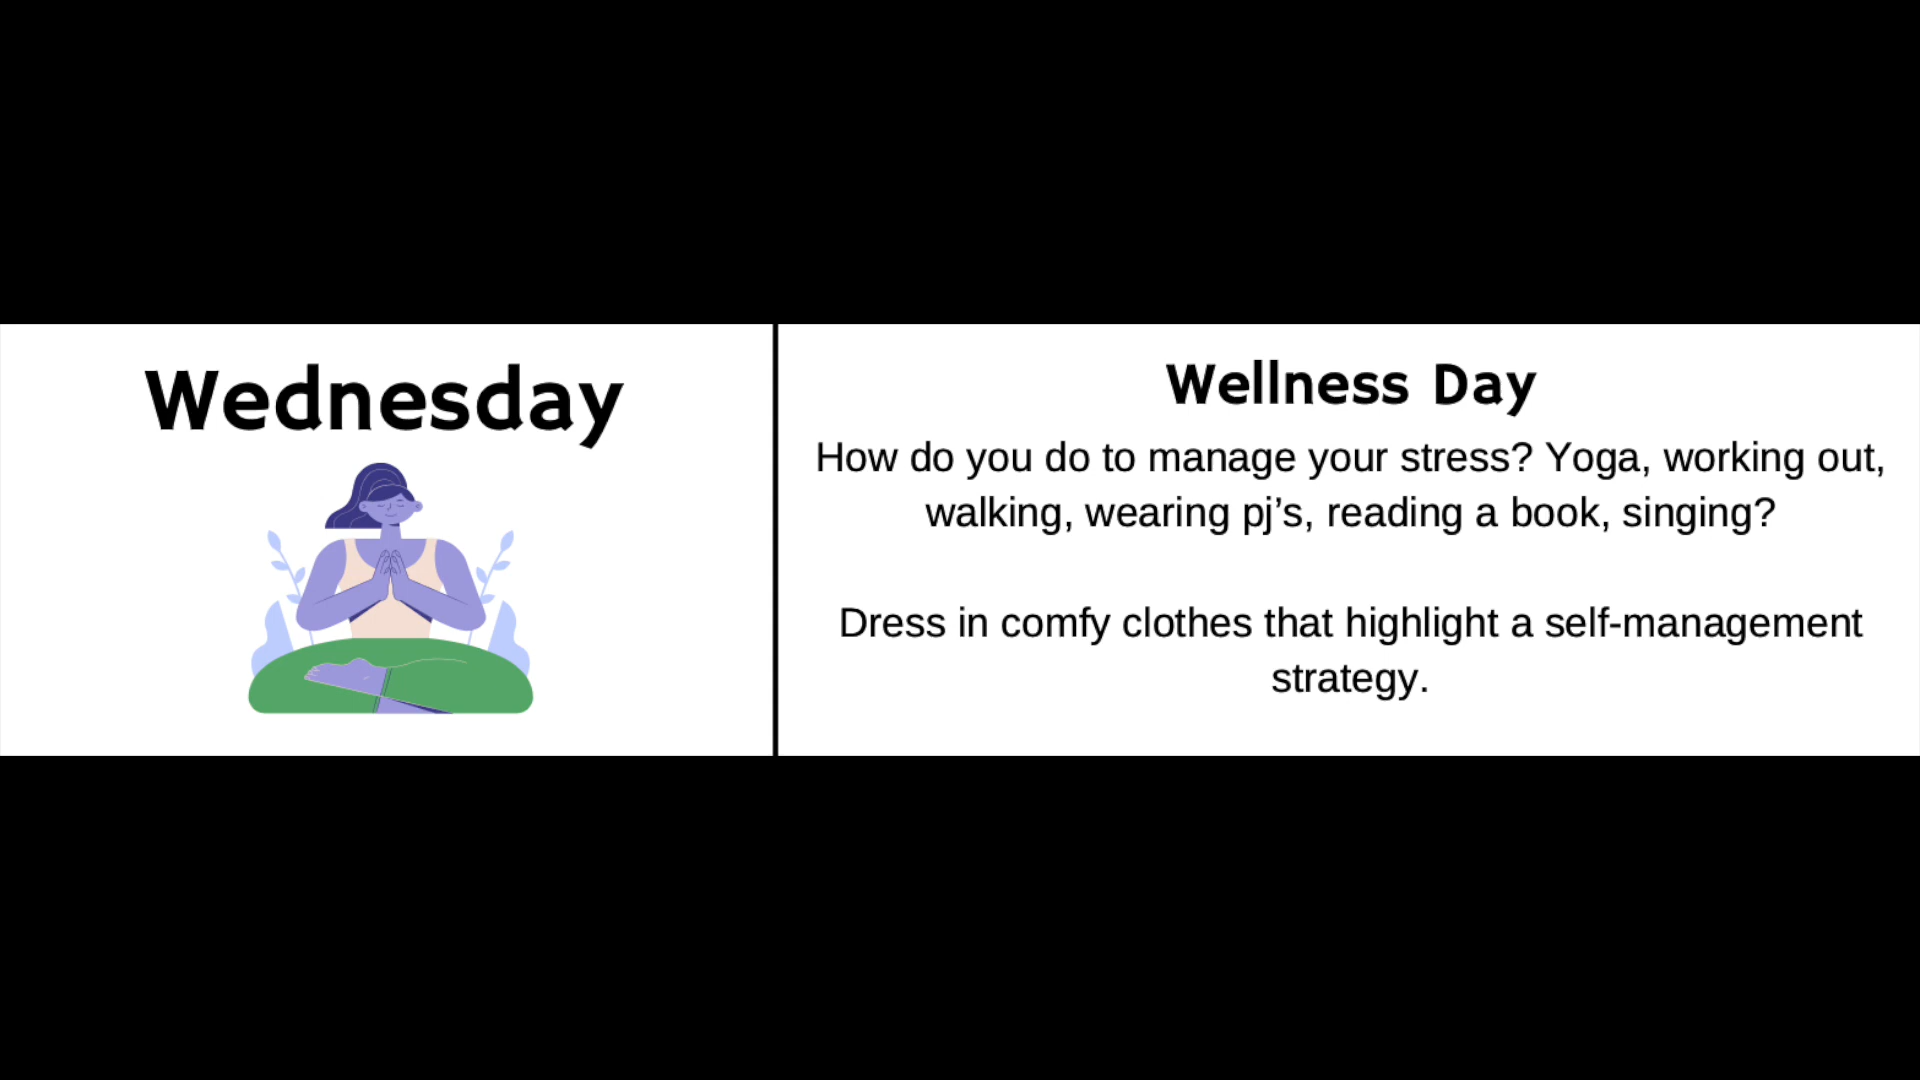 Wednesday
Wellness Day
How do you do to manage your stress? Yoga, working out,
walking, wearing pj’s, reading a book, singing?
Dress in comfy clothes that highlight a self-management
strategy.